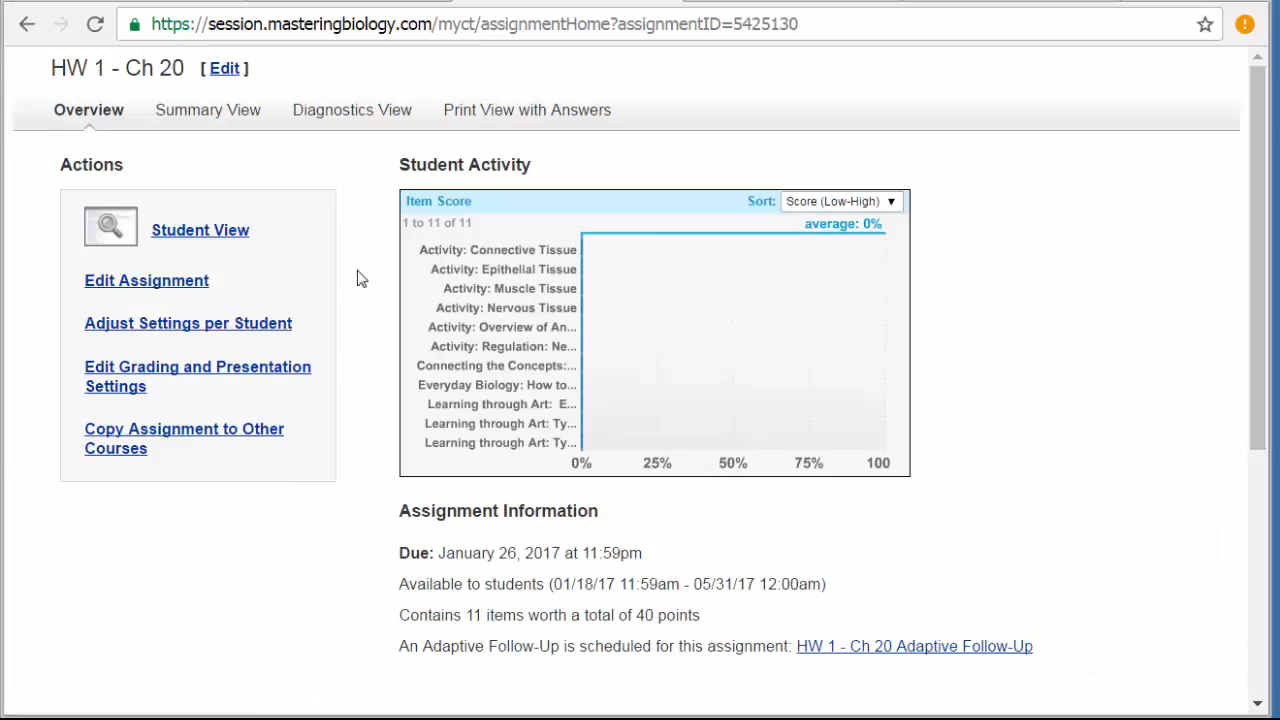 https://session.masteringbiology.com/myct/assignmentHome?assignmentID=5425130
HW 1 - Ch 20 [ Edit ]
Overview Summary View Diagnostics View Print View with Answers
Actions
Student View
Edit Assignment
Adjust Settings per Student
Edit Grading and Presentation
Settings
Copy Assignment to Other
Courses
Student Activity
Item Score Sort: Score (Low-High) ▼
1 to 11 of 11 average: 0%
Activity: Connective Tissue
Activity: Epithelial Tissue
Activity: Muscle Tissue
Activity: Nervous Tissue
Activity: Overview of An...
Activity: Regulation: Ne...
Connecting the Concepts:...
Everyday Biology: How to...
Learning through Art: E...
Learning through Art: Ty...
Learning through Art: Ty...
0% 25% 50% 75% 100
Assignment Information
Due: January 26, 2017 at 11:59pm
Available to students (01/18/17 11:59am - 05/31/17 12:00am)
Contains 11 items worth a total of 40 points
An Adaptive Follow-Up is scheduled for this assignment: HW 1 - Ch 20 Adaptive Follow-Up